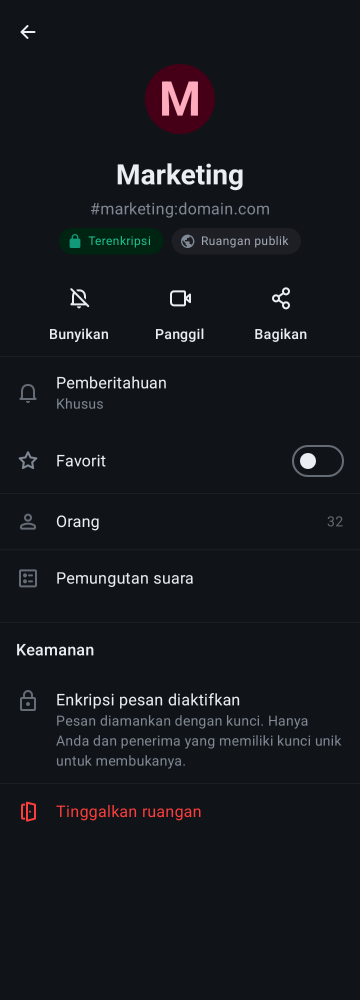 M
Marketing
#marketing:domain.com
Terenkripsi
Ruangan publik
Bunyikan
Panggil
Bagikan
Pemberitahuan
Khusus
Favorit
Orang
32
Pemungutan suara
Keamanan
Enkripsi pesan diaktifkan
Pesan diamankan dengan kunci. Hanya
Anda dan penerima yang memiliki kunci unik
untuk membukanya.
Tinggalkan ruangan